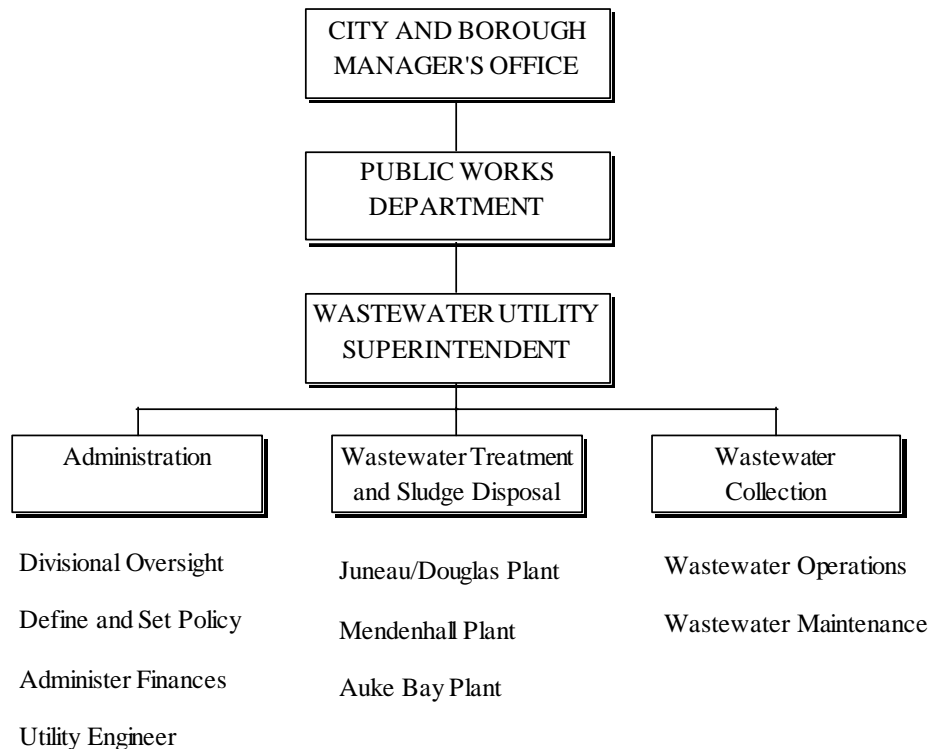 CITY AND BOROUGH
MANAGER'S OFFICE
PUBLIC WORKS
DEPARTMENT
WASTEWATER UTILITY
SUPERINTENDENT
Administration
Wastewater Treatment
and Sludge Disposal
Wastewater
Collection
Divisional Oversight
Define and Set Policy
Administer Finances
Utility Engineer
Juneau/Douglas Plant
Mendenhall Plant
Auke Bay Plant
Wastewater Operations
Wastewater Maintenance